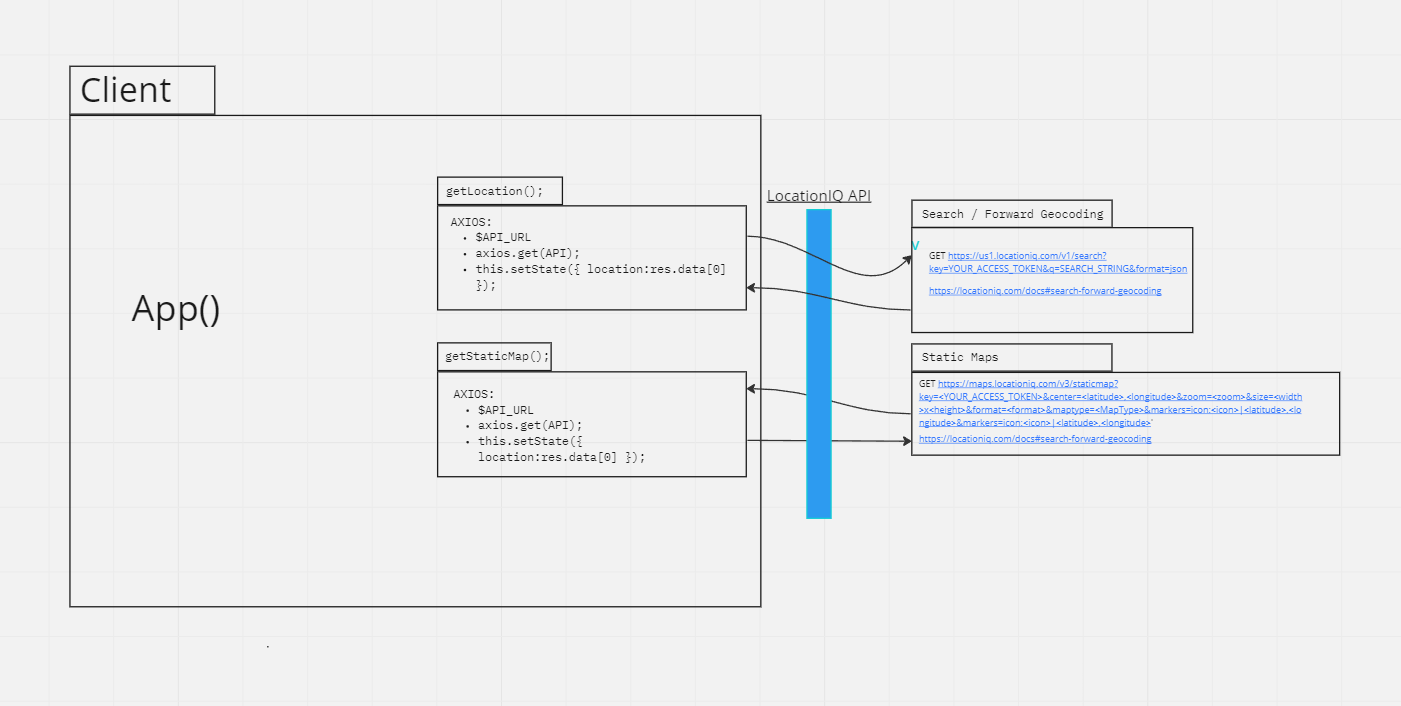 Client
App()
getLocation();
AXIOS:
• $API_URL
• axios.get(API);
• this.setState({ location:res.data[0]
});
getStaticMap();
AXIOS:
• $API_URL
• axios.get(API);
• this.setState({
location:res.data[0] });
LocationIQ API
Search / Forward Geocoding
V
GET https://us1.locationiq.com/v1/search?
key=YOUR_ACCESS_TOKEN&q=SEARCH_STRING&format=json
https://locationiq.com/docs#search-forward-geocoding
Static Maps
GET https://maps.locationiq.com/v3/staticmap?
key=<YOUR_ACCESS_TOKEN>&center=<latitude>,<longitude>&zoom=<zoom>&size=<width
>x<height>&format=<format>&maptype=<MapType>&markers=icon:<icon>|<latitude>,<lo
ngitude>&markers=icon:<icon>|<latitude>,<longitude>'
https://locationiq.com/docs#search-forward-geocoding
.